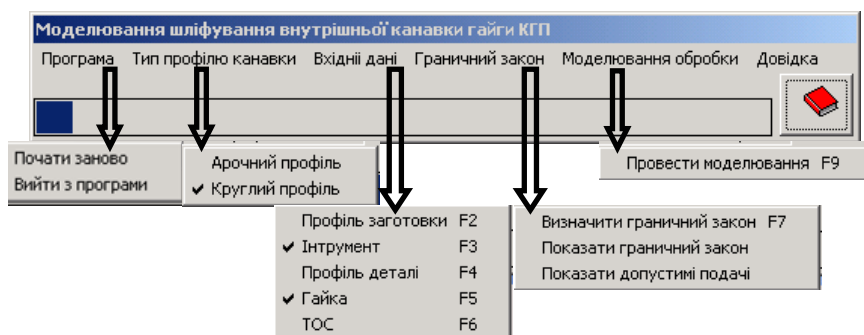 Моделювання шліфування внутрішньої канавки гайги КГП
Програма Тип профілю канавки Вхідніі дані Граничний закон Моделювання обробки Довідка
Почати заново
Вийти з програми
Арочний профіль
✔ Круглий профіль
Провести моделювання F9
Профіль заготовки F2
✔ Інтрумент F3
Профіль деталі F4
✔ Гайка F5
ТОС F6
Визначити граничний закон F7
Показати граничний закон
Показати допустимі подачі